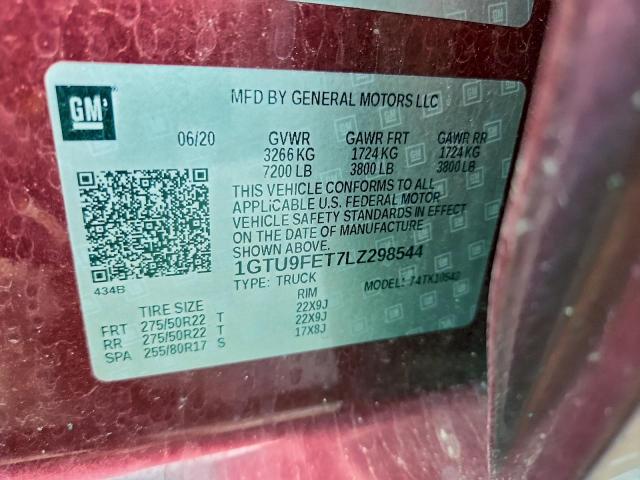 GM
MFD BY GENERAL MOTORS LLC
06/20 GVWR GAWR FRT GAWR RR
3266 KG 1724 KG 1724 KG
7200 LB 3800 LB 3800 LB
THIS VEHICLE CONFORMS TO ALL
APPLICABLE U.S. FEDERAL MOTOR
VEHICLE SAFETY STANDARDS IN EFFECT
ON THE DATE OF MANUFACTURE
1GTU9FET7LZ298544
434B
TYPE: TRUCK MODEL:
TIRE SIZE RIM
FRT 275/50R22 T 22X9J
RR 275/50R22 T 22X9J
SPA 255/80R17 S 17X8J